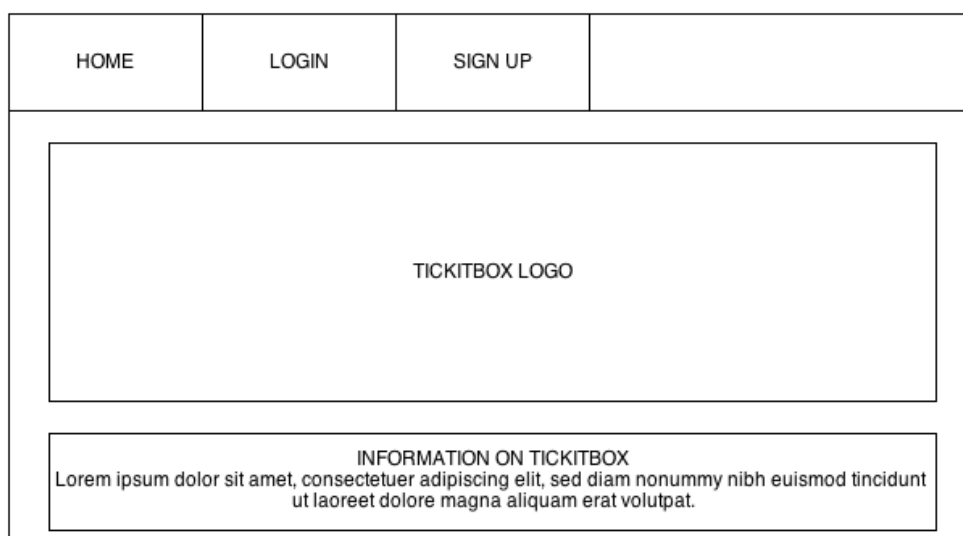 HOME
LOGIN
SIGN UP
TICKITBOX LOGO
INFORMATION ON TICKITBOX
Lorem ipsum dolor sit amet, consectetuer adipiscing elit, sed diam nonummy nibh euismod tincidunt
ut laoreet dolore magna aliquam erat volutpat.